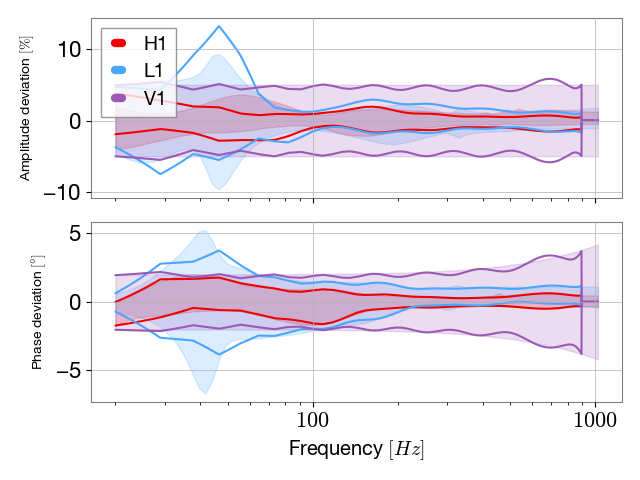 Amplitude deviation [%]
10
0
−10
H1
L1
V1
Phase deviation [°]
5
0
−5
100
1000
Frequency [Hz]